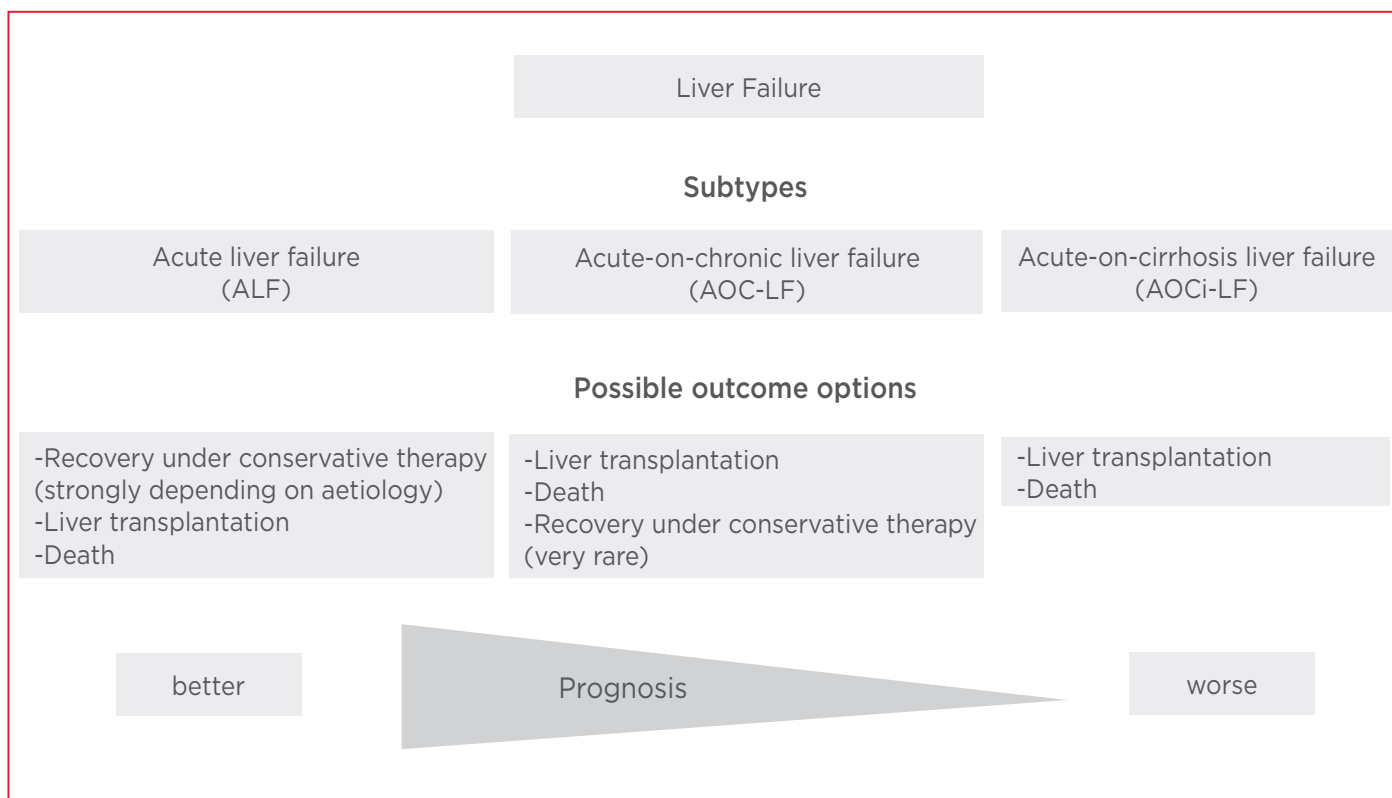 Liver Failure
Subtypes
Acute liver failure
(ALF)
Acute-on-chronic liver failure
(AOC-LF)
Acute-on-cirrhosis liver failure
(AOCi-LF)
Possible outcome options
-Recovery under conservative therapy
(strongly depending on aetiology)
-Liver transplantation
-Death
-Liver transplantation
-Death
-Recovery under conservative therapy
(very rare)
-Liver transplantation
-Death
better
Prognosis
worse